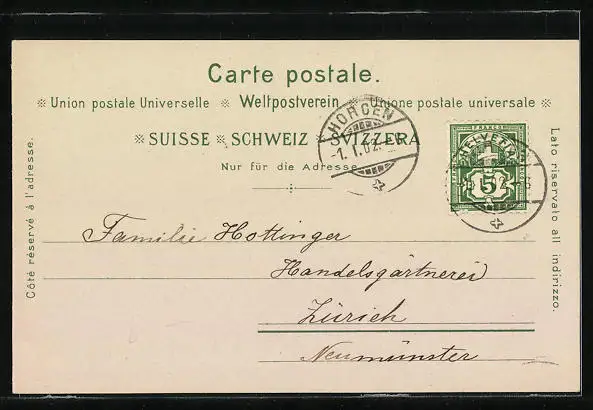 Carte postale.
※ Union postale Universelle ※ Weltpostverein ※ Unione postale universale ※
※ SUISSE ※ SCHWEIZ ※ SVIZZERA
Nur für die Adresse.
HORGEN
-1.I.02.
HELVETIA
FRANCO
5
Côté réservé à l'adresse.
Lato riservato all indirizzo.
Familie Hottinger
Handelsgärtnerei
Zürich
Neumünster